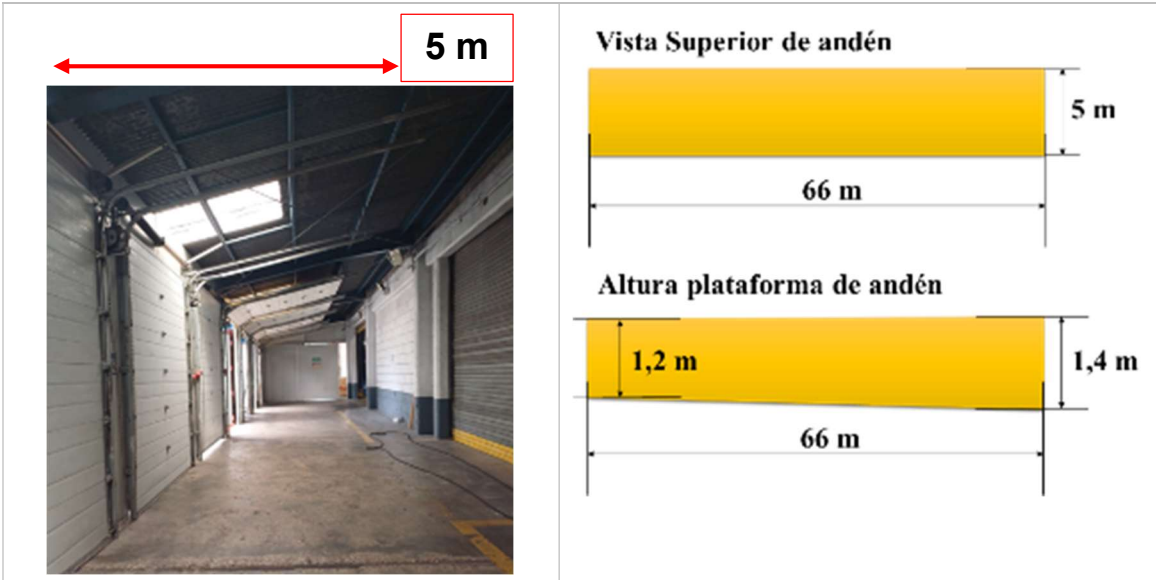 5 m
Vista Superior de andén
5 m
66 m
Altura plataforma de andén
1,2 m
1,4 m
66 m